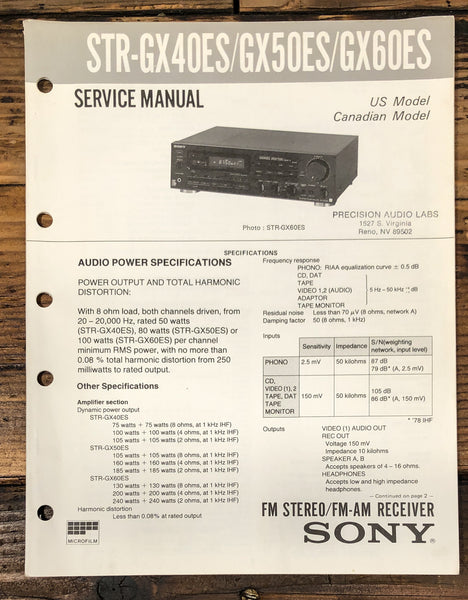 STR-GX40ES/GX50ES/GX60ES
SERVICE MANUAL
US Model
Canadian Model
SONY
Photo : STR-GX60ES
PRECISION AUDIO LABS
1527 S. Virginia
Reno, NV 89502
SPECIFICATIONS
AUDIO POWER SPECIFICATIONS
POWER OUTPUT AND TOTAL HARMONIC
DISTORTION:
With 8 ohm load, both channels driven, from
20 – 20,000 Hz, rated 50 watts
(STR-GX40ES), 80 watts (STR-GX50ES) or
100 watts (STR-GX60ES) per channel
minimum RMS power, with no more than
0.08 % total harmonic distortion from 250
milliwatts to rated output.
Other Specifications
Amplifier section
Dynamic power output
STR-GX40ES
75 watts + 75 watts (8 ohms, at 1 kHz IHF)
100 watts + 100 watts (4 ohms, at 1 kHz IHF)
105 watts + 105 watts (2 ohms, at 1 kHz IHF)
STR-GX50ES
105 watts + 105 watts (8 ohms, at 1 kHz IHF)
160 watts + 160 watts (4 ohms, at 1 kHz IHF)
185 watts + 185 watts (2 ohms, at 1 kHz IHF)
STR-GX60ES
130 watts + 130 watts (8 ohms, at 1 kHz IHF)
200 watts + 200 watts (4 ohms, at 1 kHz IHF)
240 watts + 240 watts (2 ohms, at 1 kHz IHF)
Harmonic distortion
Less than 0.08% at rated output
Frequency response
PHONO: RIAA equalization curve ± 0.5 dB
CD, DAT
TAPE
VIDEO 1,2 (AUDIO)
ADAPTOR
TAPE MONITOR
5 Hz – 50 kHz dB
Residual noise Less than 70 μV (8 ohms, network A)
Damping factor 50 (8 ohms, 1 kHz)
Inputs
Sensitivity Impedance S/N(weighting network, input level)
PHONO 2.5 mV 50 kilohms 87 dB 79 dB* (A, 2.5 mV)
CD, VIDEO (1), 2 TAPE, DAT TAPE MONITOR 150 mV 50 kilohms 105 dB 86 dB* (A, 150 mV)
* '78 IHF
Outputs VIDEO (1) AUDIO OUT
REC OUT
Voltage 150 mV
Impedance 10 kilohms
SPEAKER A, B
Accepts speakers of 4 – 16 ohms.
HEADPHONES
Accepts low and high impedance
headphones.
– Continued on page 2 –
MICROFILM
FM STEREO/FM-AM RECEIVER
SONY®